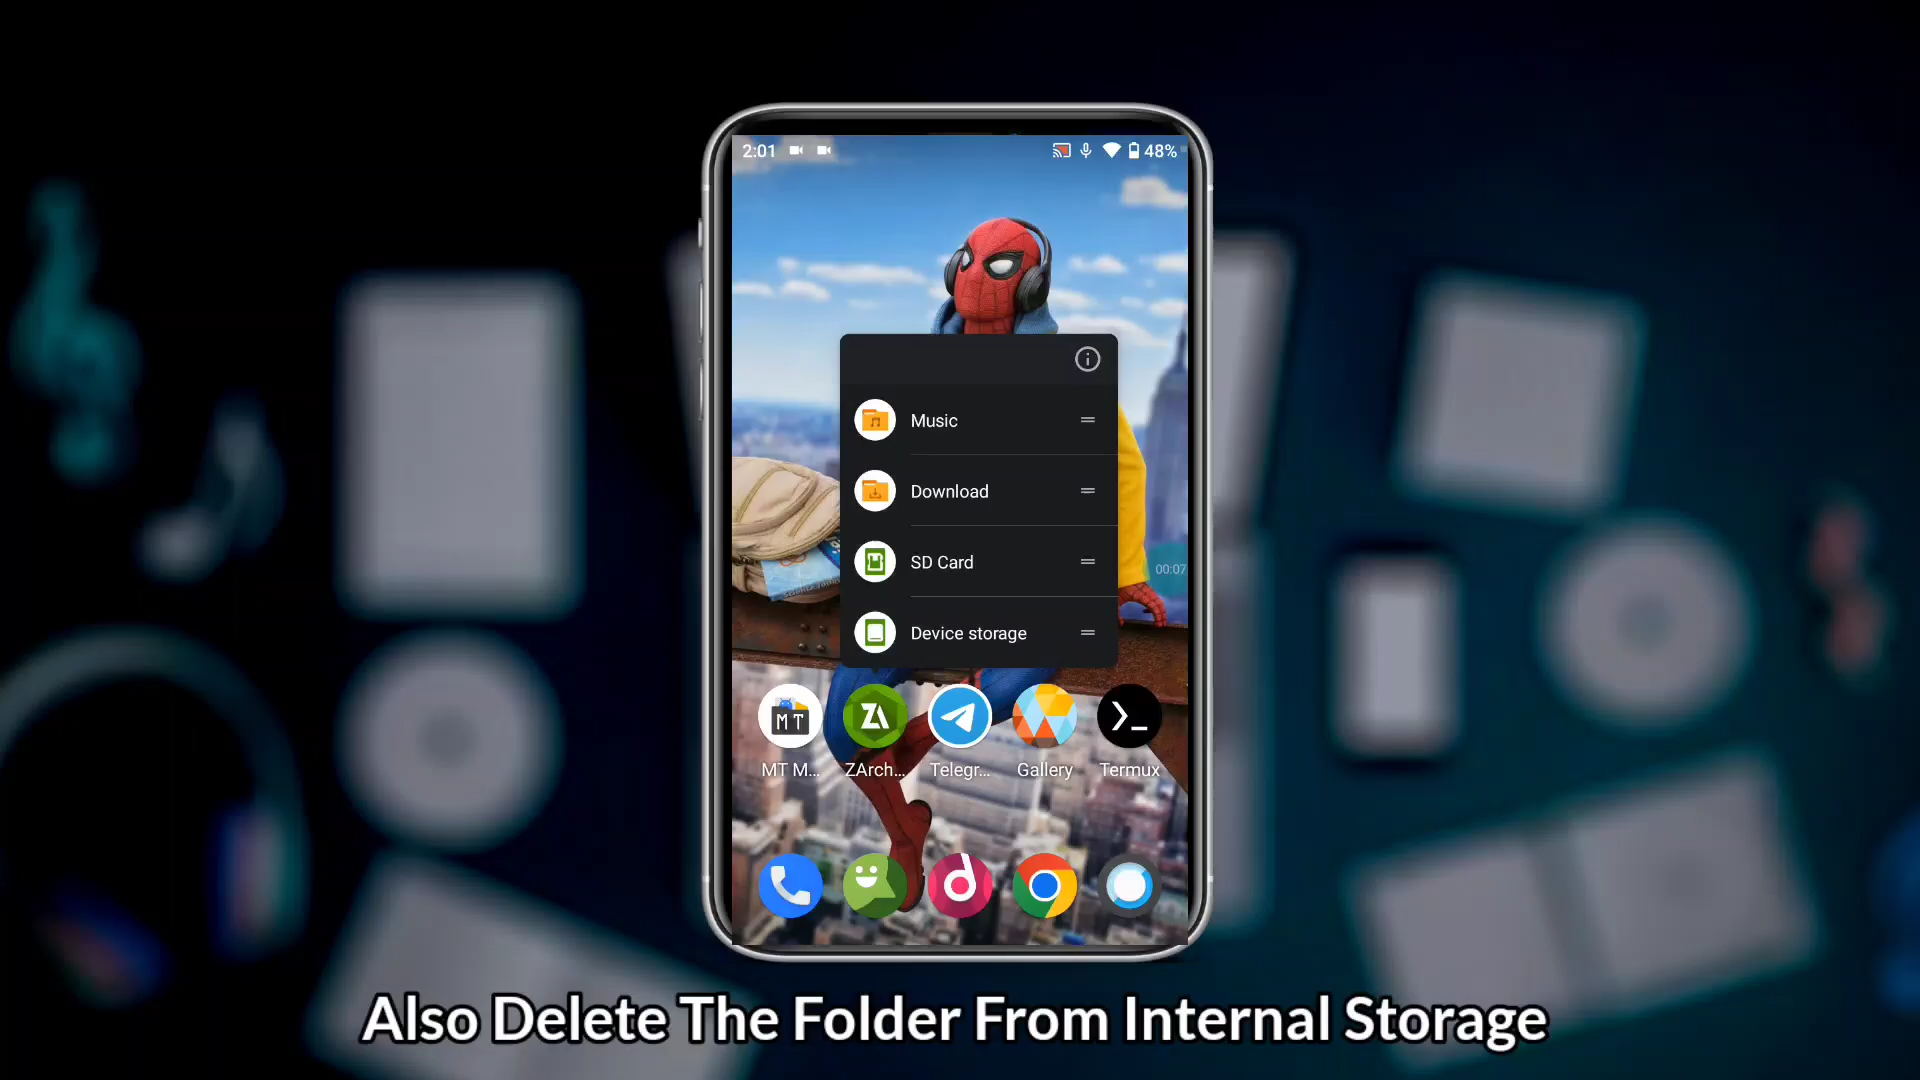 2:01
48%
Music
Download
SD Card
00:07
Device storage
MT
MT M...
ZArch...
Telegr...
Gallery
Termux
Also Delete The Folder From Internal Storage